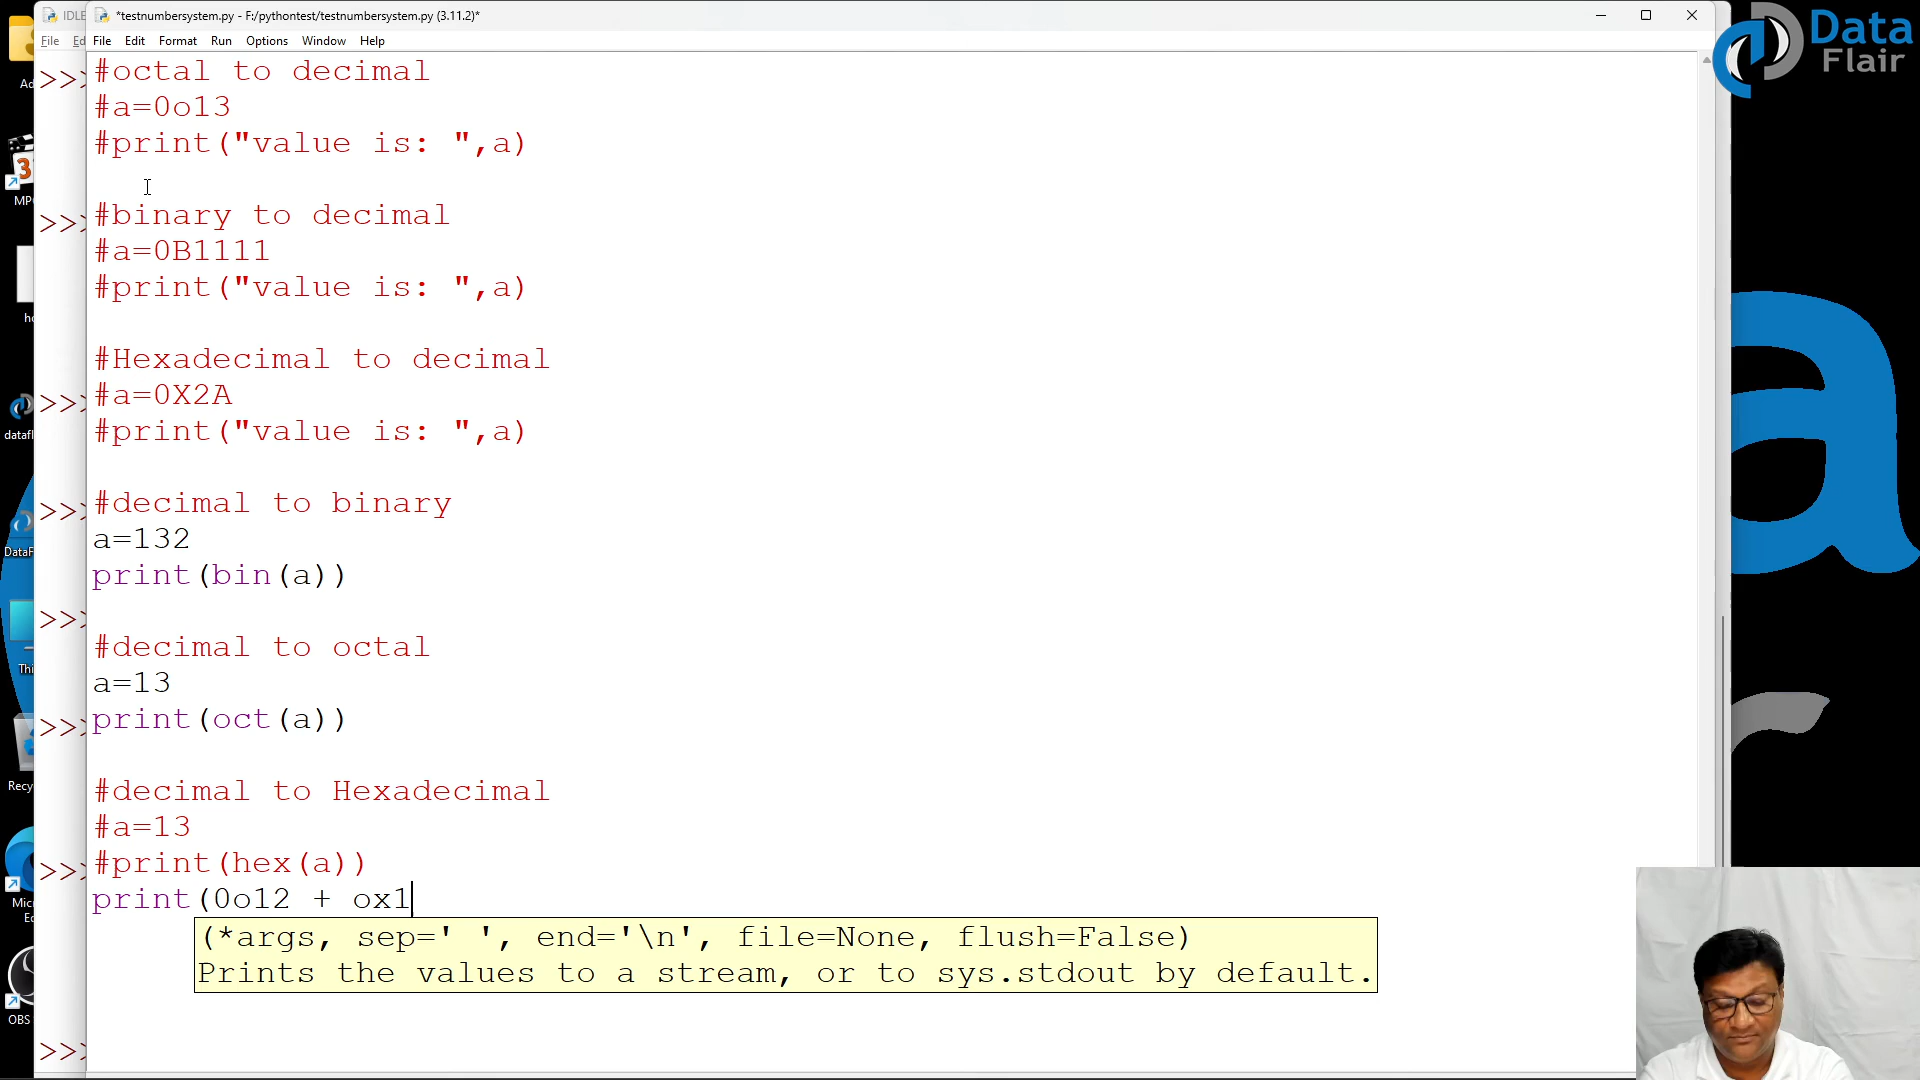 IDLE
*testnumbersystem.py - F:/pythontest/testnumbersystem.py (3.11.2)*
File Ed
File Edit Format Run Options Window Help
Data
Flair
#octal to decimal
#a=0o13
#print("value is: ",a)
#binary to decimal
#a=0B1111
#print("value is: ",a)
#Hexadecimal to decimal
#a=0X2A
#print("value is: ",a)
#decimal to binary
a=132
print(bin(a))
#decimal to octal
a=13
print(oct(a))
#decimal to Hexadecimal
#a=13
#print(hex(a))
print(0o12 + ox1
(*args, sep=' ', end='\n', file=None, flush=False)
Prints the values to a stream, or to sys.stdout by default.
>>>
>>>
>>>
>>>
>>>
>>>
>>>
>>>
OBS